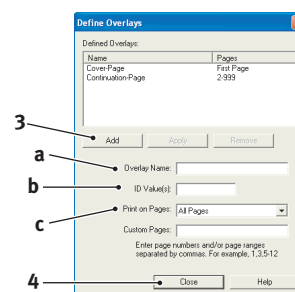 Define Overlays
Defined Overlays:
Name Pages
Cover-Page First Page
Continuation-Page 2-999
3
Add Apply Remove
a Overlay Name:
b ID Value(s):
c Print on Pages: All Pages
Custom Pages:
Enter page numbers and/or page ranges
separated by commas. For example, 1,3,5-12
4 Close Help